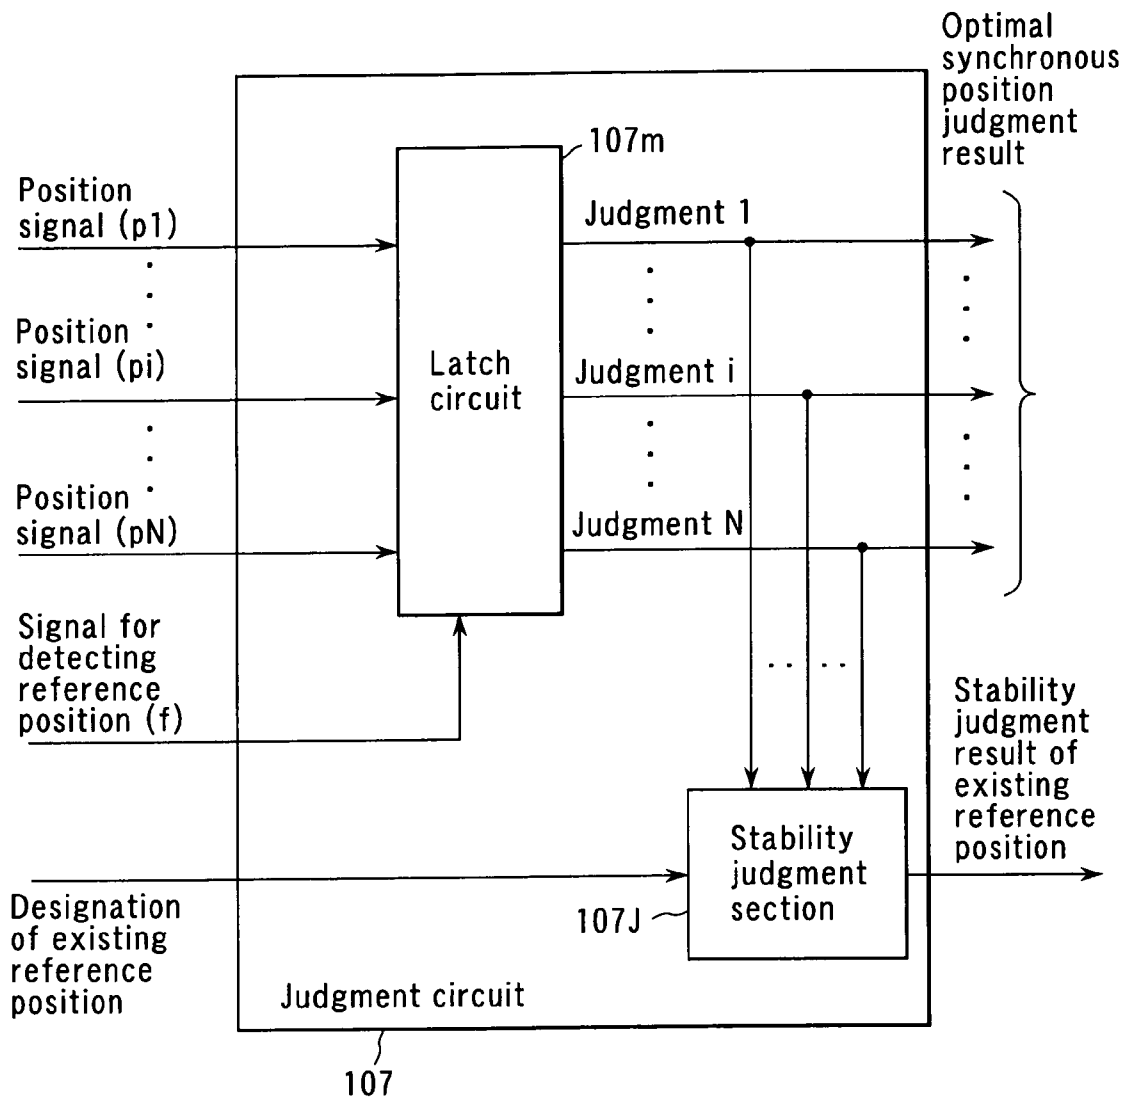 Optimal
synchronous
position
judgment
result
107m
Position
signal (p1)
Judgment 1
Position
signal (pi)
Latch
circuit
Judgment i
Position
signal (pN)
Judgment N
Signal for
detecting
reference
position (f)
Stability
judgment
result of
existing
reference
position
Stability
judgment
section
107J
Designation
of existing
reference
position
Judgment circuit
107